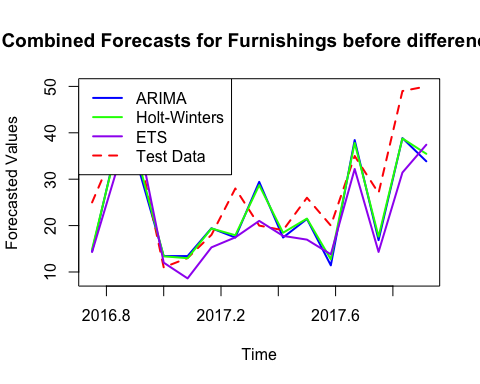 Combined Forecasts for Furnishings before differen
ARIMA
Holt-Winters
ETS
Test Data
Forecasted Values
50
40
30
20
10
2016.8 2017.2 2017.6
Time